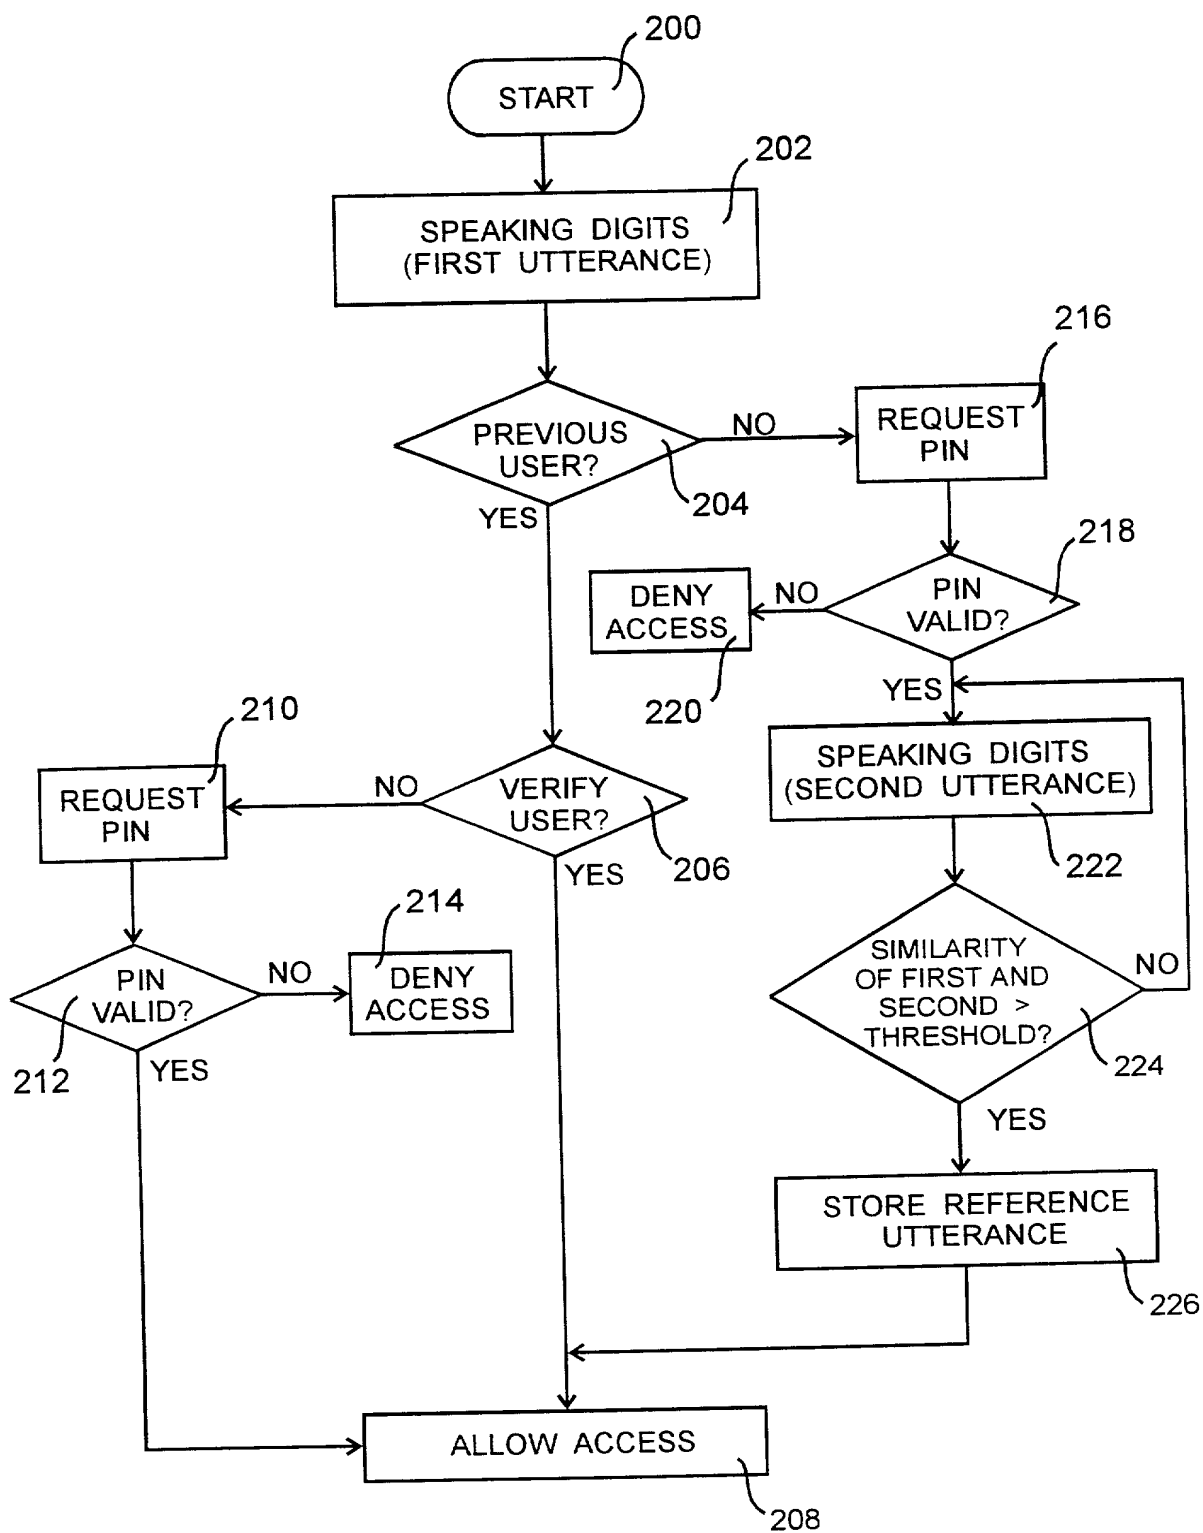 200
START
202
SPEAKING DIGITS
(FIRST UTTERANCE)
216
REQUEST
PIN
PREVIOUS
USER?
NO
204
YES
218
PIN
VALID?
NO
DENY
ACCESS
220
YES
210
REQUEST
PIN
NO
VERIFY
USER?
206
YES
SPEAKING DIGITS
(SECOND UTTERANCE)
222
214
DENY
ACCESS
NO
PIN
VALID?
212
YES
SIMILARITY
OF FIRST AND
SECOND >
THRESHOLD?
NO
224
YES
STORE REFERENCE
UTTERANCE
226
ALLOW ACCESS
208